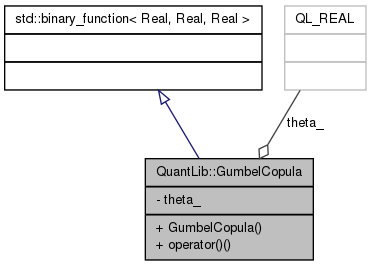 std::binary_function< Real, Real, Real >
QL_REAL
theta_
QuantLib::GumbelCopula
- theta_
+ GumbelCopula()
+ operator()()